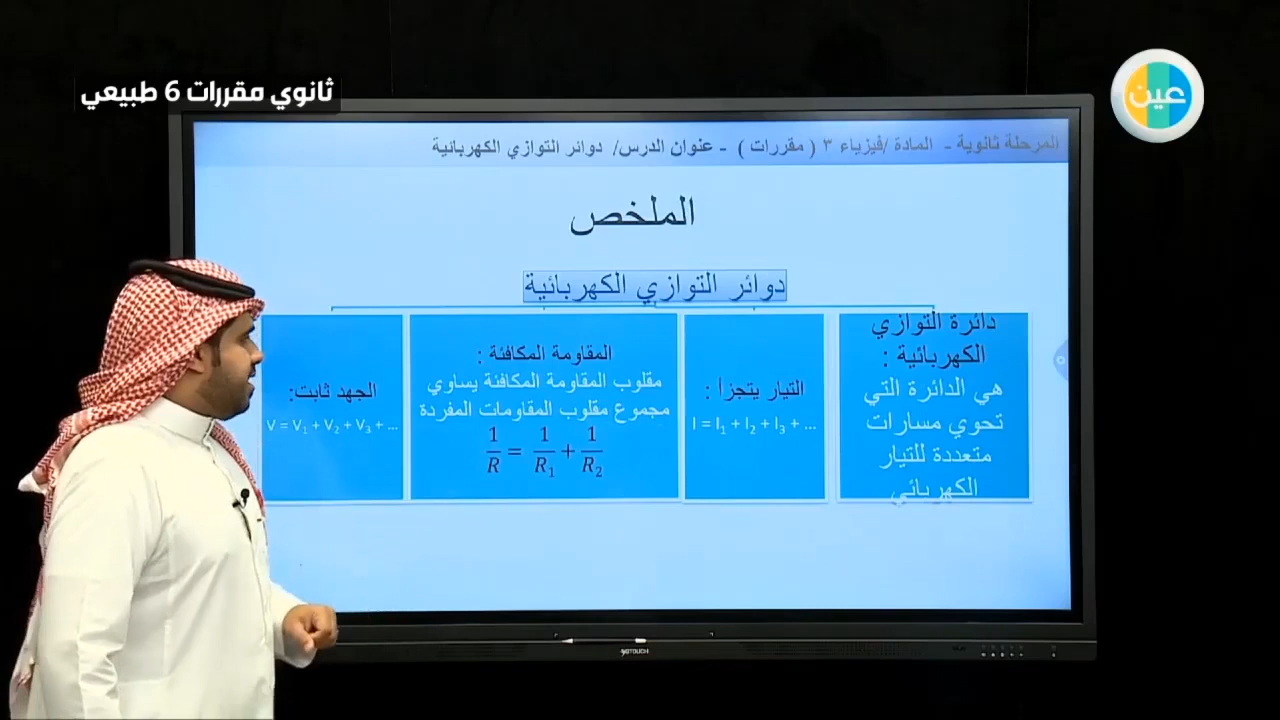 ثانوي مقررات 6 طبيعي
عين
المرحلة ثانوية - المادة /فيزياء ٣ ( مقررات ) - عنوان الدرس/ دوائر التوازي الكهربائية
الملخص
دوائر التوازي الكهربائية
دائرة التوازي
الكهربائية :
هي الدائرة التي
تحوي مسارات
متعددة للتيار
الكهربائي
التيار يتجزأ :
I = I₁ + I₂ + I₃ + ...
المقاومة المكافئة :
مقلوب المقاومة المكافئة يساوي
مجموع مقلوب المقاومات المفردة
1/R = 1/R₁ + 1/R₂
الجهد ثابت:
V = V₁ + V₂ + V₃ + ...